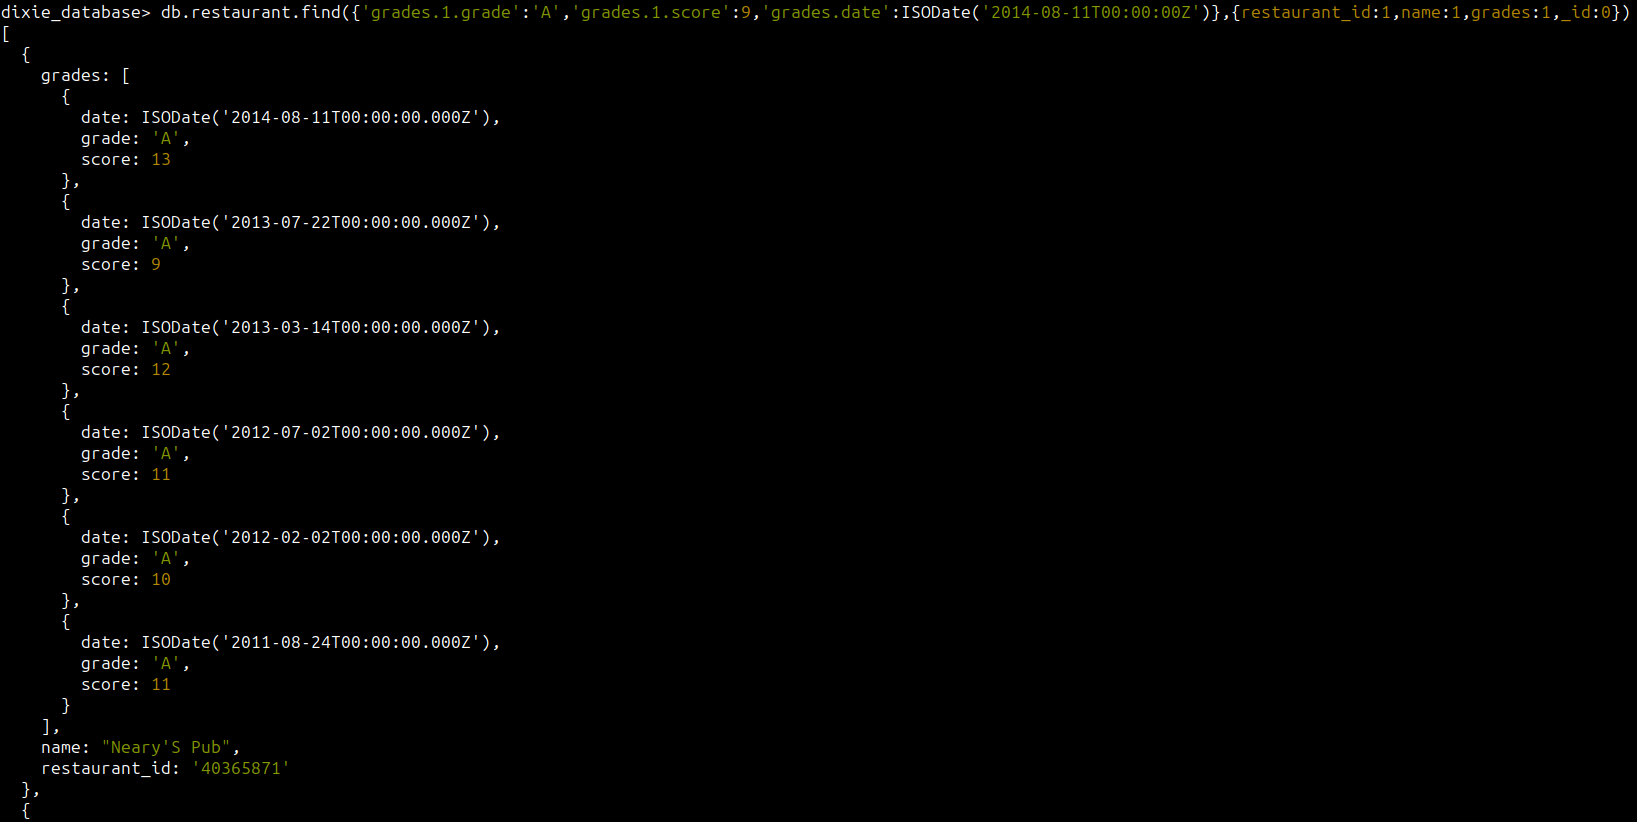 dixie_database> db.restaurant.find({'grades.1.grade':'A','grades.1.score':9,'grades.date':ISODate('2014-08-11T00:00:00Z')},{restaurant_id:1,name:1,grades:1,_id:0})
[
  {
    grades: [
      {
        date: ISODate('2014-08-11T00:00:00.000Z'),
        grade: 'A',
        score: 13
      },
      {
        date: ISODate('2013-07-22T00:00:00.000Z'),
        grade: 'A',
        score: 9
      },
      {
        date: ISODate('2013-03-14T00:00:00.000Z'),
        grade: 'A',
        score: 12
      },
      {
        date: ISODate('2012-07-02T00:00:00.000Z'),
        grade: 'A',
        score: 11
      },
      {
        date: ISODate('2012-02-02T00:00:00.000Z'),
        grade: 'A',
        score: 10
      },
      {
        date: ISODate('2011-08-24T00:00:00.000Z'),
        grade: 'A',
        score: 11
      }
    ],
    name: "Neary'S Pub",
    restaurant_id: '40365871'
  },
  {